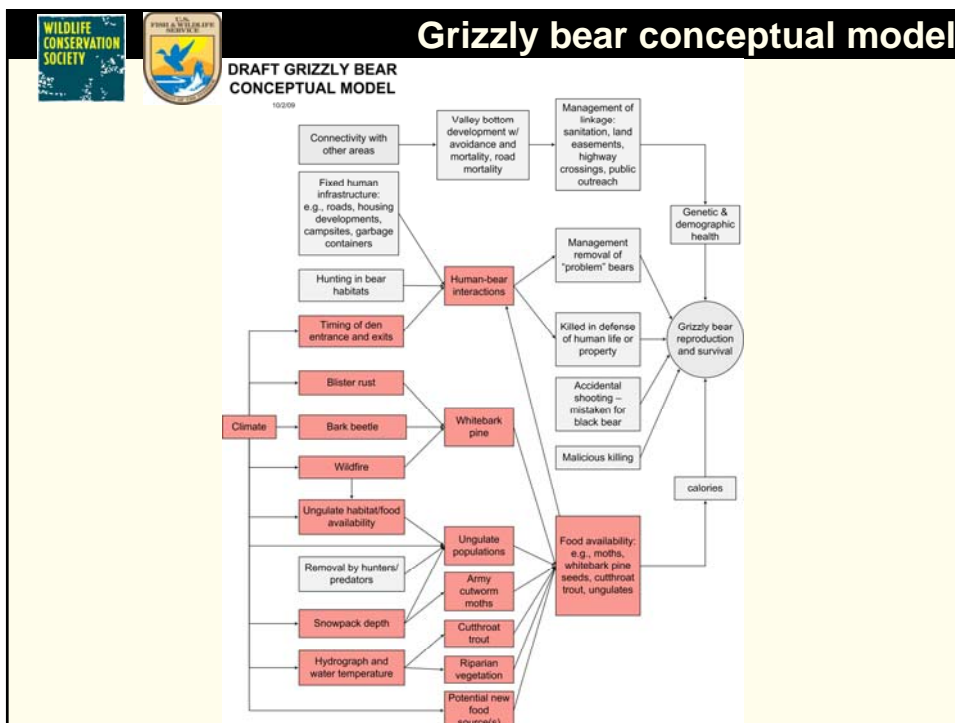 Grizzly bear conceptual model
WILDLIFE
CONSERVATION
SOCIETY
U.S.
FISH & WILDLIFE
SERVICE
DRAFT GRIZZLY BEAR
CONCEPTUAL MODEL
10/2/09
Connectivity with
other areas
Valley bottom
development w/
avoidance and
mortality, road
mortality
Management of
linkage:
sanitation, land
easements,
highway
crossings, public
outreach
Fixed human
infrastructure:
e.g., roads, housing
developments,
campsites, garbage
containers
Genetic &
demographic
health
Management
removal of
"problem" bears
Hunting in bear
habitats
Human-bear
interactions
Timing of den
entrance and exits
Killed in defense
of human life or
property
Grizzly bear
reproduction
and survival
Blister rust
Accidental
shooting –
mistaken for
black bear
Climate
Bark beetle
Whitebark
pine
Malicious killing
Wildfire
calories
Ungulate habitat/food
availability
Ungulate
populations
Food availability:
e.g., moths,
whitebark pine
seeds, cutthroat
trout, ungulates
Removal by hunters/
predators
Army
cutworm
moths
Snowpack depth
Cutthroat
trout
Hydrograph and
water temperature
Riparian
vegetation
Potential new
food
source(s)